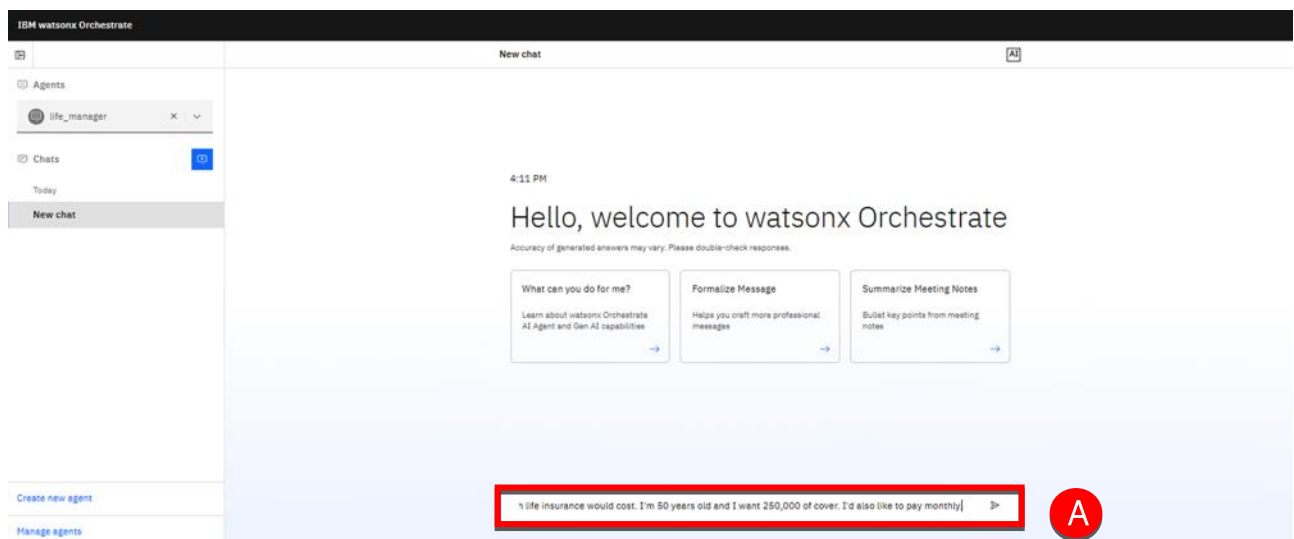 IBM watsonx Orchestrate
New chat
AI
Agents
life_manager
Chats
Today
New chat
4:11 PM
Hello, welcome to watsonx Orchestrate
Accuracy of generated answers may vary. Please double-check responses.
What can you do for me?
Learn about watsonx Orchestrate
AI Agent and Gen AI capabilities
Formalize Message
Helps you craft more professional
messages
Summarize Meeting Notes
Bullet key points from meeting
notes
life insurance would cost. I'm 50 years old and I want 250,000 of cover. I'd also like to pay monthly
A
Create new agent
Manage agents